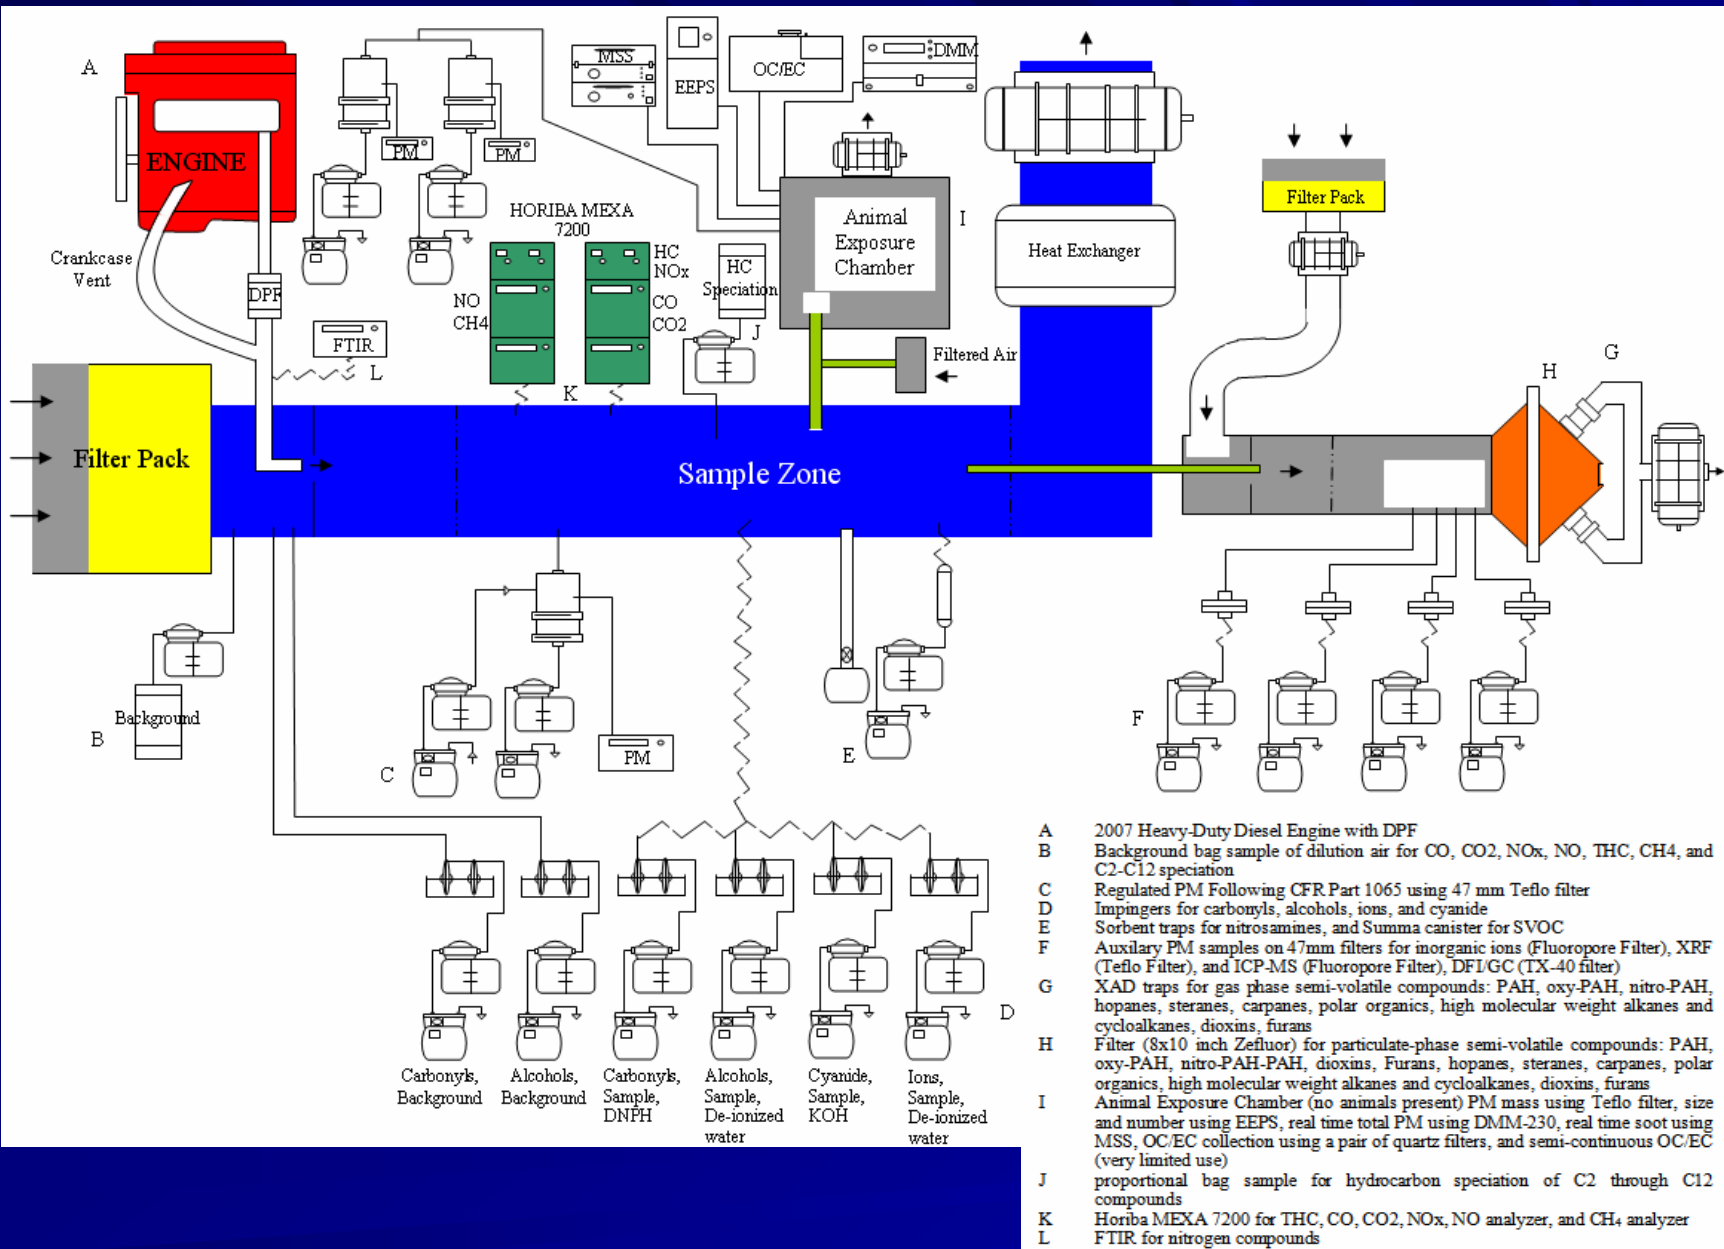 A
ENGINE
Crankcase
Vent
DPF
FTIR
L
PM
PM
HORIBA MEXA
7200
NO
CH4
HC
NOx
CO
CO2
K
MSS
EEPS
OC/EC
DMM
HC
Speciation
J
Animal
Exposure
Chamber
I
Filtered Air
Heat Exchanger
Filter Pack
G
H
Filter Pack
Sample Zone
Background
B
C
PM
E
F
D
Carbonyls,
Background
Alcohols,
Background
Carbonyls,
Sample,
DNPH
Alcohols,
Sample,
De-ionized
water
Cyanide,
Sample,
KOH
Ions,
Sample,
De-ionized
water
A 2007 Heavy-Duty Diesel Engine with DPF
B Background bag sample of dilution air for CO, CO2, NOx, NO, THC, CH4, and
C2-C12 speciation
C Regulated PM Following CFR Part 1065 using 47 mm Teflo filter
D Impingers for carbonyls, alcohols, ions, and cyanide
E Sorbent traps for nitrosamines, and Summa canister for SVOC
F Auxilary PM samples on 47mm filters for inorganic ions (Fluoropore Filter), XRF
(Teflo Filter), and ICP-MS (Fluoropore Filter), DFI/GC (TX-40 filter)
G XAD traps for gas phase semi-volatile compounds: PAH, oxy-PAH, nitro-PAH,
hopanes, steranes, carpanes, polar organics, high molecular weight alkanes and
cycloalkanes, dioxins, furans
H Filter (8x10 inch Zefluor) for particulate-phase semi-volatile compounds: PAH,
oxy-PAH, nitro-PAH-PAH, dioxins, Furans, hopanes, steranes, carpanes, polar
organics, high molecular weight alkanes and cycloalkanes, dioxins, furans
I Animal Exposure Chamber (no animals present) PM mass using Teflo filter, size
and number using EEPS, real time total PM using DMM-230, real time soot using
MSS, OC/EC collection using a pair of quartz filters, and semi-continuous OC/EC
(very limited use)
J proportional bag sample for hydrocarbon speciation of C2 through C12
compounds
K Horiba MEXA 7200 for THC, CO, CO2, NOx, NO analyzer, and CH4 analyzer
L FTIR for nitrogen compounds